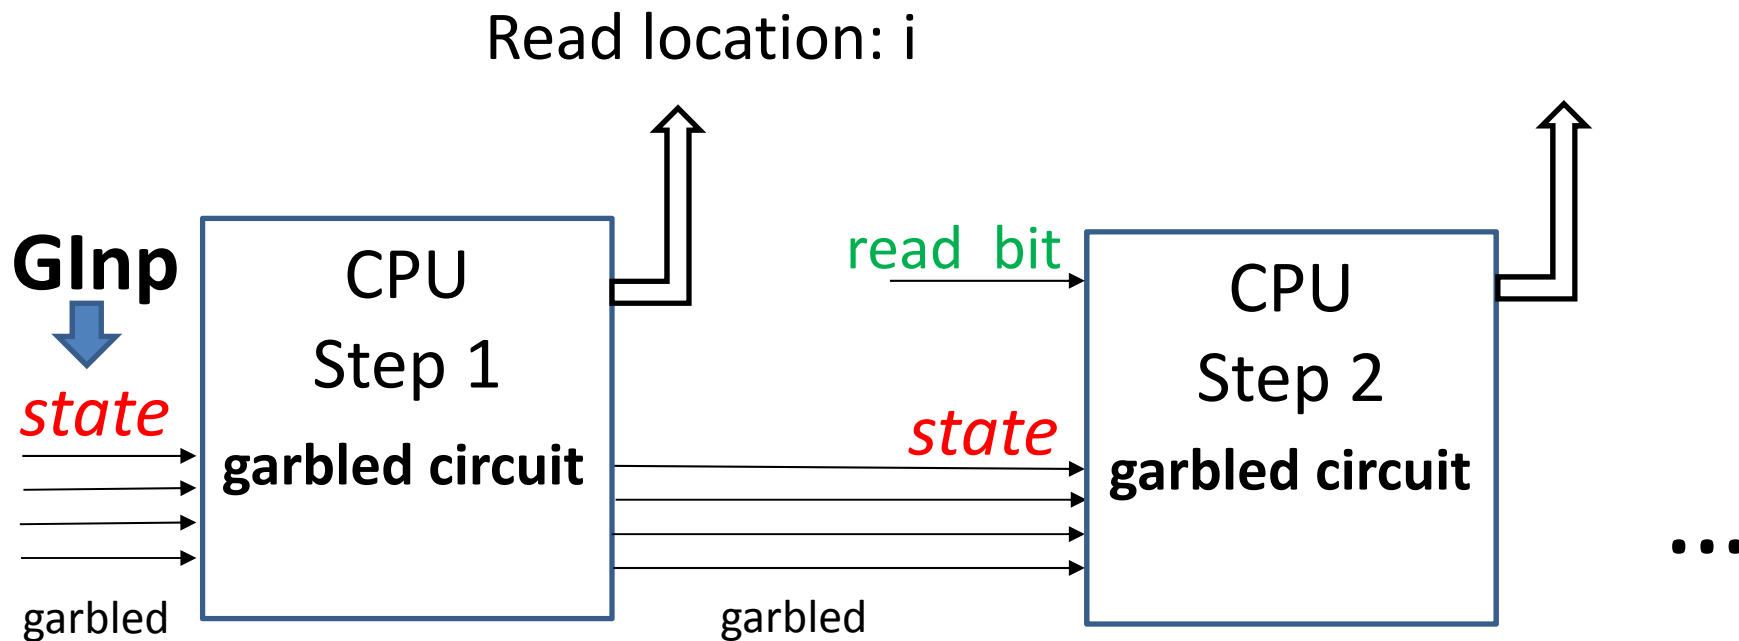 Read location: i
GInp
state
garbled
CPU
Step 1
garbled circuit
read bit
state
garbled
CPU
Step 2
garbled circuit
...